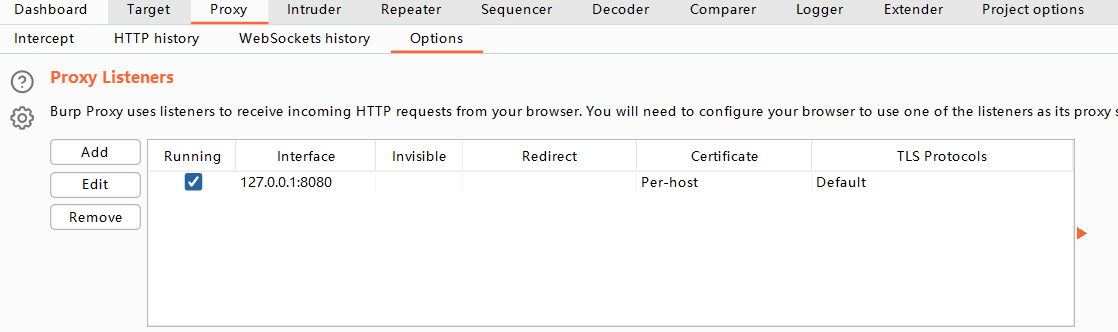 Dashboard Target Proxy Intruder Repeater Sequencer Decoder Comparer Logger Extender Project options
Intercept HTTP history WebSockets history Options
Proxy Listeners
Burp Proxy uses listeners to receive incoming HTTP requests from your browser. You will need to configure your browser to use one of the listeners as its proxy s
Add
Running Interface Invisible Redirect Certificate TLS Protocols
Edit
127.0.0.1:8080 Per-host Default
Remove